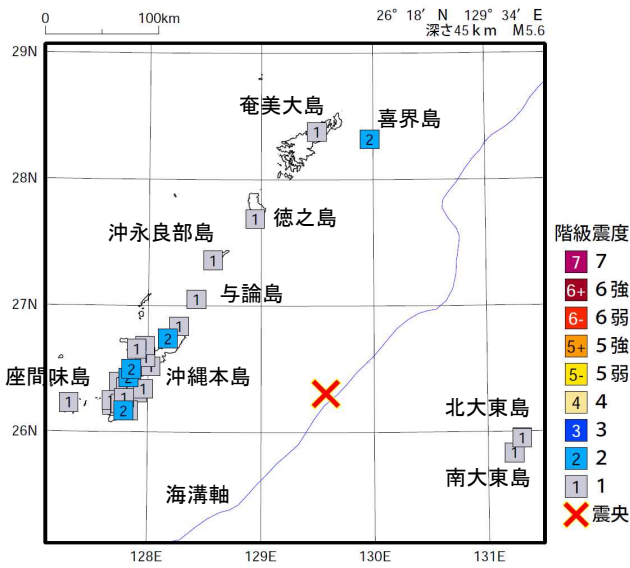 0 100km
26° 18′ N 129° 34′ E
深さ45ｋｍ M5.6
29N
奄美大島
喜界島
1
2
28N
徳之島
1
沖永良部島
1
階級震度
7 7
与論島
1
6+ 6強
27N
1
2
6- 6弱
1
5+ 5強
1
2
2
座間味島
沖縄本島
5- 5弱
1
1
1
1
2
4 4
北大東島
3 3
26N
1
1
2 2
南大東島
1 1
海溝軸
震央
128E 129E 130E 131E